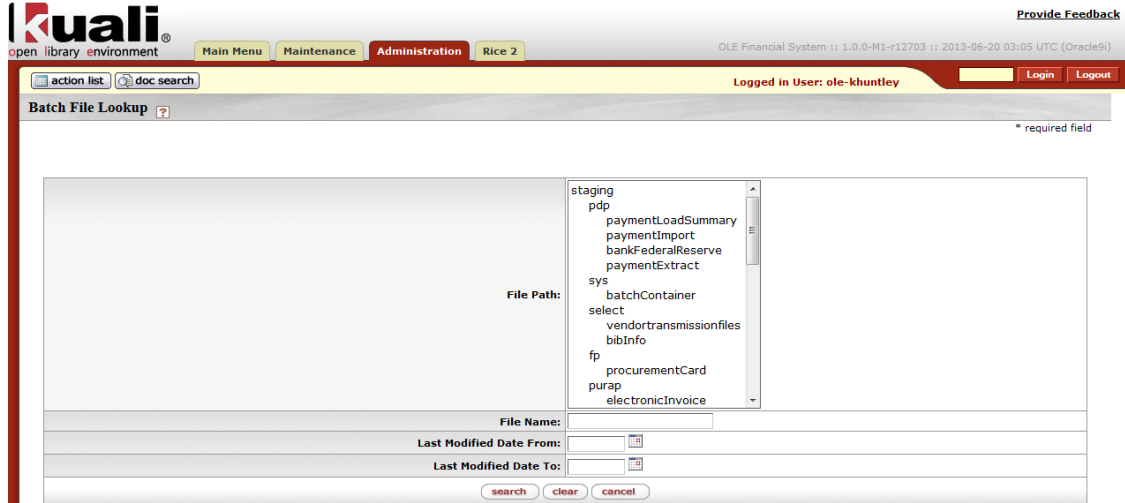 Provide Feedback
kuali®
open library environment
Main Menu Maintenance Administration Rice 2
OLE Financial System :: 1.0.0-M1-r12703 :: 2013-06-20 03:05 UTC (Oracle9i)
action list doc search
Logged in User: ole-khuntley
Login Logout
Batch File Lookup ?
* required field
File Path:
staging
pdp
paymentLoadSummary
paymentImport
bankFederalReserve
paymentExtract
sys
batchContainer
select
vendortransmissionfiles
bibInfo
fp
procurementCard
purap
electronicInvoice
File Name:
Last Modified Date From:
Last Modified Date To:
search clear cancel